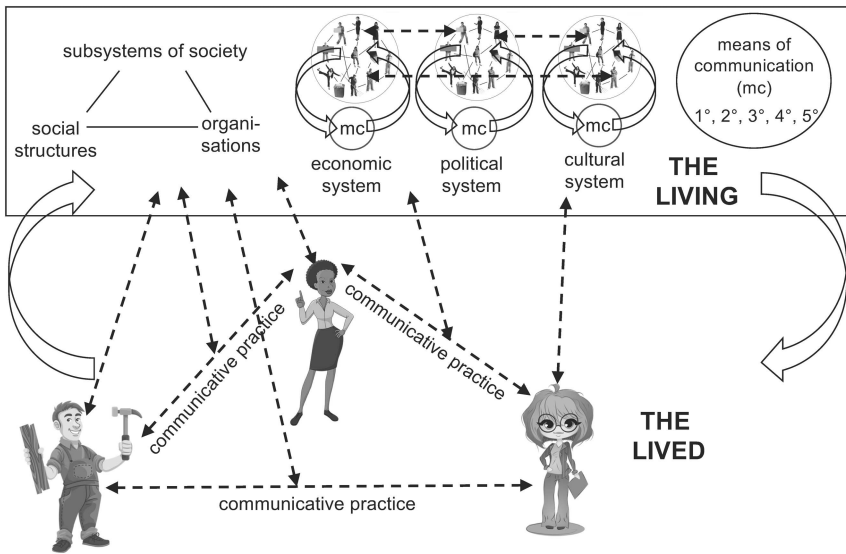 subsystems of society
social
structures
organi-
sations
mc
mc
mc
economic
system
political
system
cultural
system
means of
communication
(mc)
1°, 2°, 3°, 4°, 5°
THE
LIVING
communicative practice
communicative practice
communicative practice
THE
LIVED